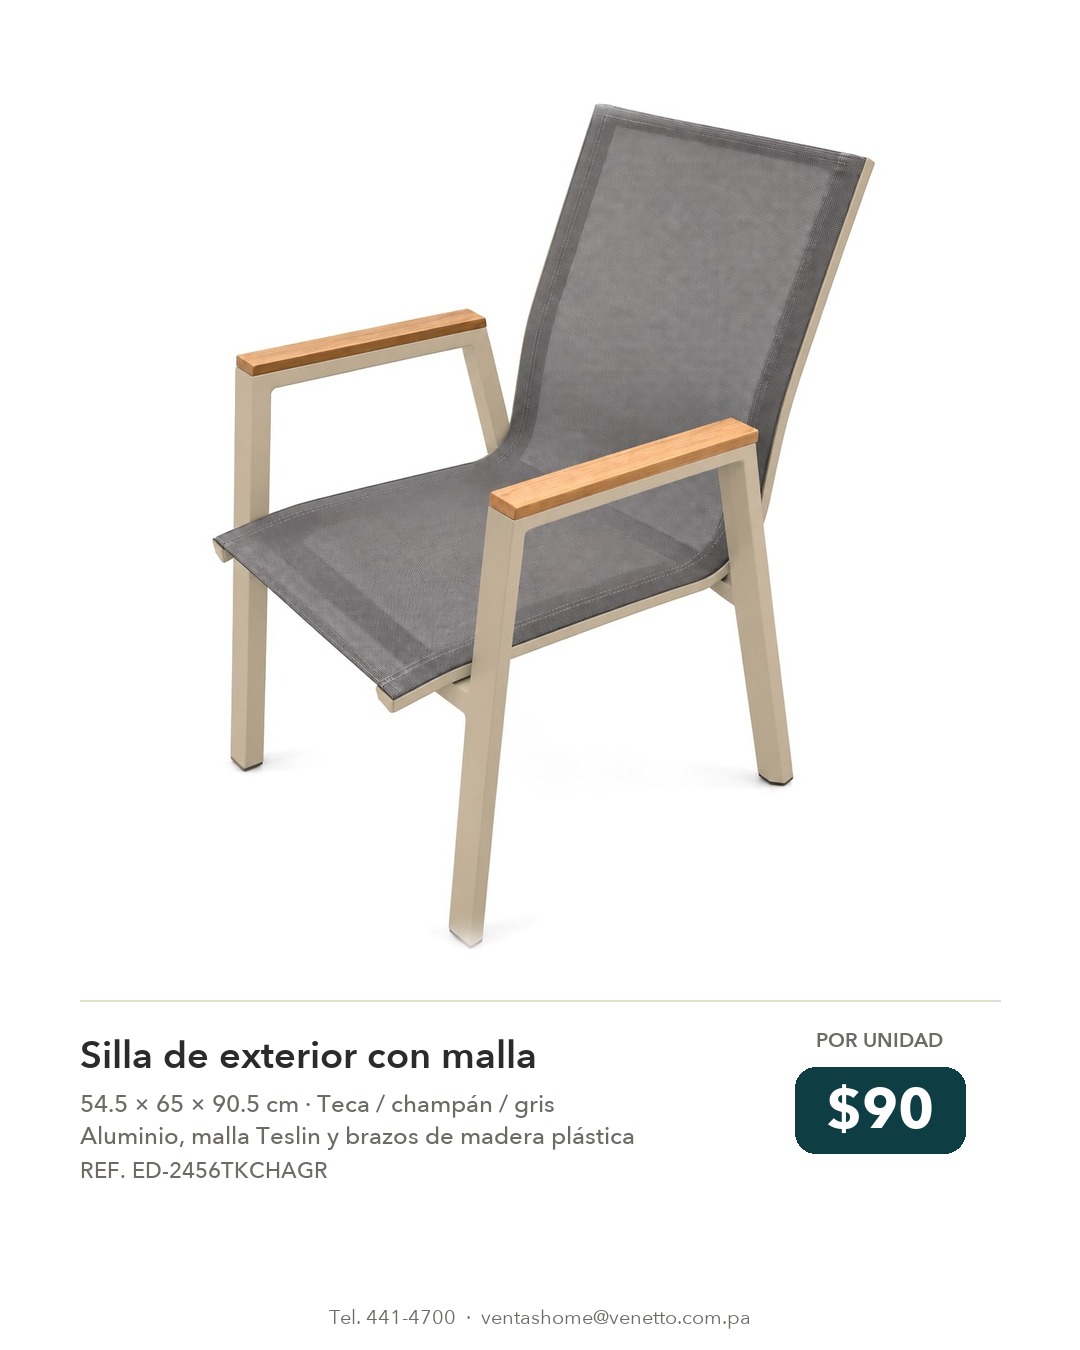 Silla de exterior con malla
54.5 × 65 × 90.5 cm · Teca / champán / gris
Aluminio, malla Teslin y brazos de madera plástica
REF. ED-2456TKCHAGR
POR UNIDAD
$90
Tel. 441-4700 · ventashome@venetto.com.pa